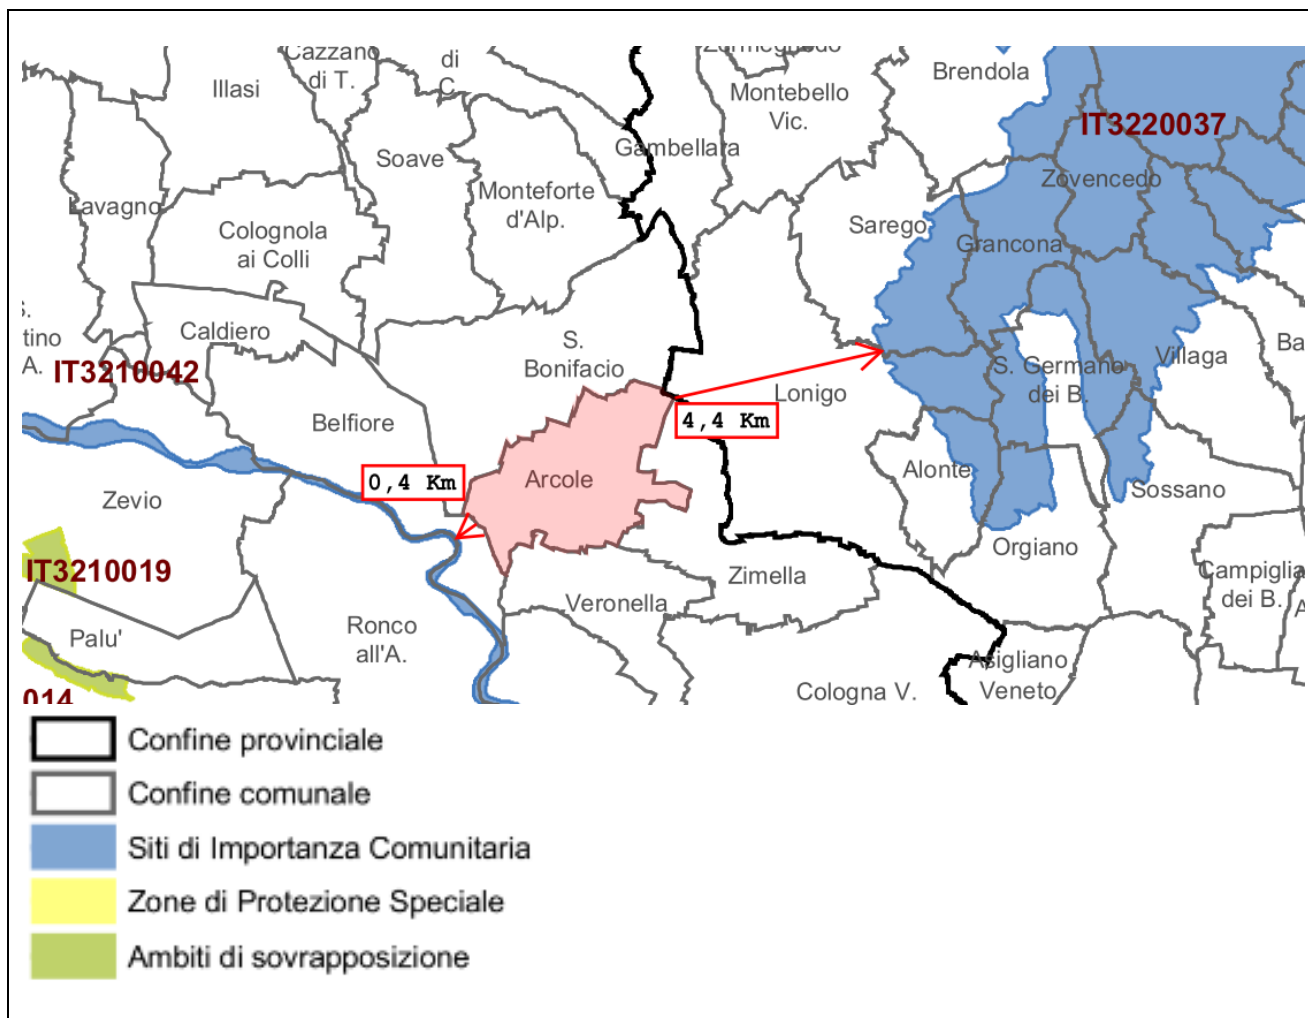 Cazzano
di T.
di
C.
Illasi
Brendola
Montebello
Vic.
IT3220037
Soave
Gambellara
Monteforte
d'Alp.
Zovencedo
Lavagno
Sarego
Colognola
ai Colli
Grancona
Caldiero
tino
A.
S.
Bonifacio
Villaga
Ba
IT3210042
S. Germano
dei B.
Lonigo
Belfiore
4,4 Km
0,4 Km
Arcole
Alonte
Sossano
Zevio
Orgiano
IT3210019
Zimella
Campiglia
dei B.
A
Veronella
Palu'
Ronco
all'A.
Asigliano
Veneto
Cologna V.
014
Confine provinciale
Confine comunale
Siti di Importanza Comunitaria
Zone di Protezione Speciale
Ambiti di sovrapposizione